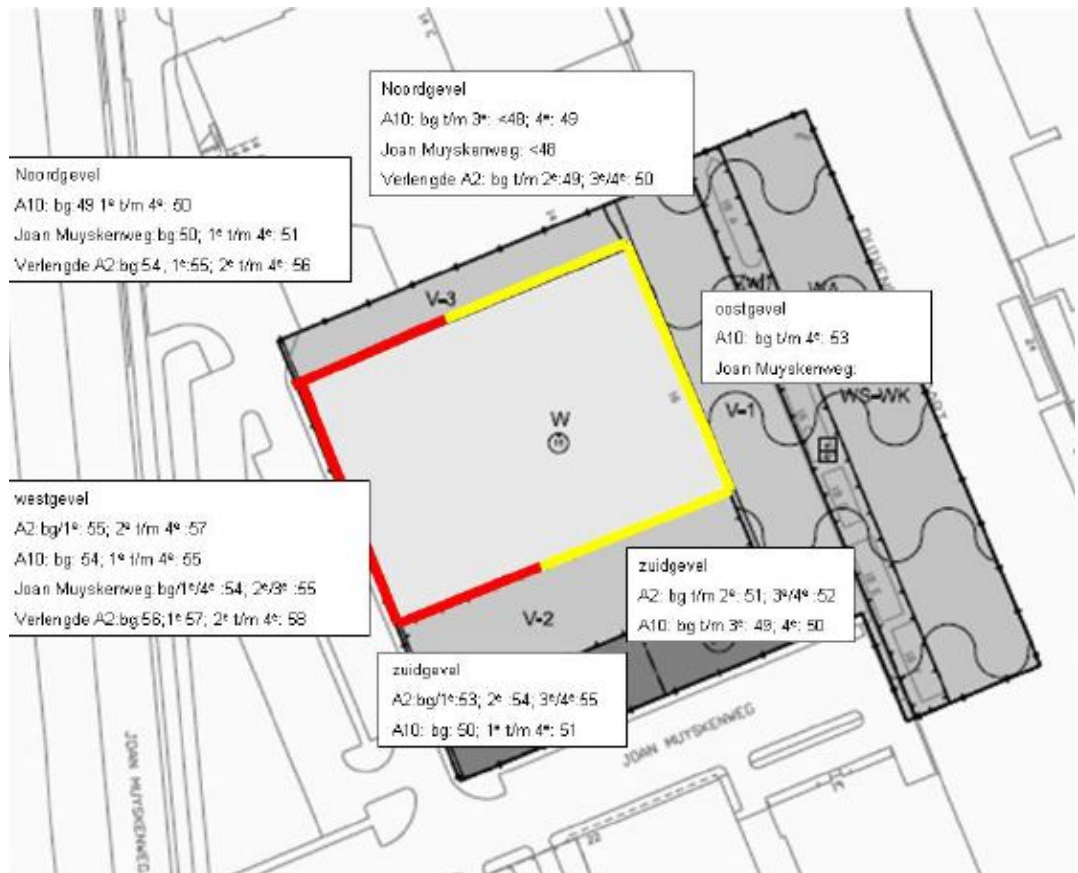 14 C
Noordgevel
A10: bg t/m 3ᵉ: <48; 4ᵉ: 49
Joan Muyskenweg: <48
Verlengde A2: bg t/m 2ᵉ:49; 3ᵉ/4ᵉ: 50
Noordgevel
A10: bg:49 1ᵉ t/m 4ᵉ: 50
Joan Muyskenweg:bg:50; 1ᵉ t/m 4ᵉ: 51
Verlengde A2:bg:54, 1ᵉ:55; 2ᵉ t/m 4ᵉ: 56
14
V-3
WA
oostgevel
A10: bg t/m 4ᵉ: 53
Joan Muyskenweg:
W
16
V-1
WS-WK
westgevel
A2:bg/1ᵉ: 55; 2ᵉ t/m 4ᵉ :57
A10: bg: 54; 1ᵉ t/m 4ᵉ: 55
Joan Muyskenweg:bg/1ᵉ/4ᵉ :54; 2ᵉ/3ᵉ :55
Verlengde A2:bg:56;1ᵉ:57; 2ᵉ t/m 4ᵉ: 58
zuidgevel
A2: bg t/m 2ᵉ: 51; 3ᵉ/4ᵉ :52
A10: bg t/m 3ᵉ: 49; 4ᵉ: 50
V-2
zuidgevel
A2:bg/1ᵉ:53; 2ᵉ :54; 3ᵉ/4ᵉ:55
A10: bg: 50; 1ᵉ t/m 4ᵉ: 51
JOAN MUYSKENWEG
JOAN MUYSKENWEG
22